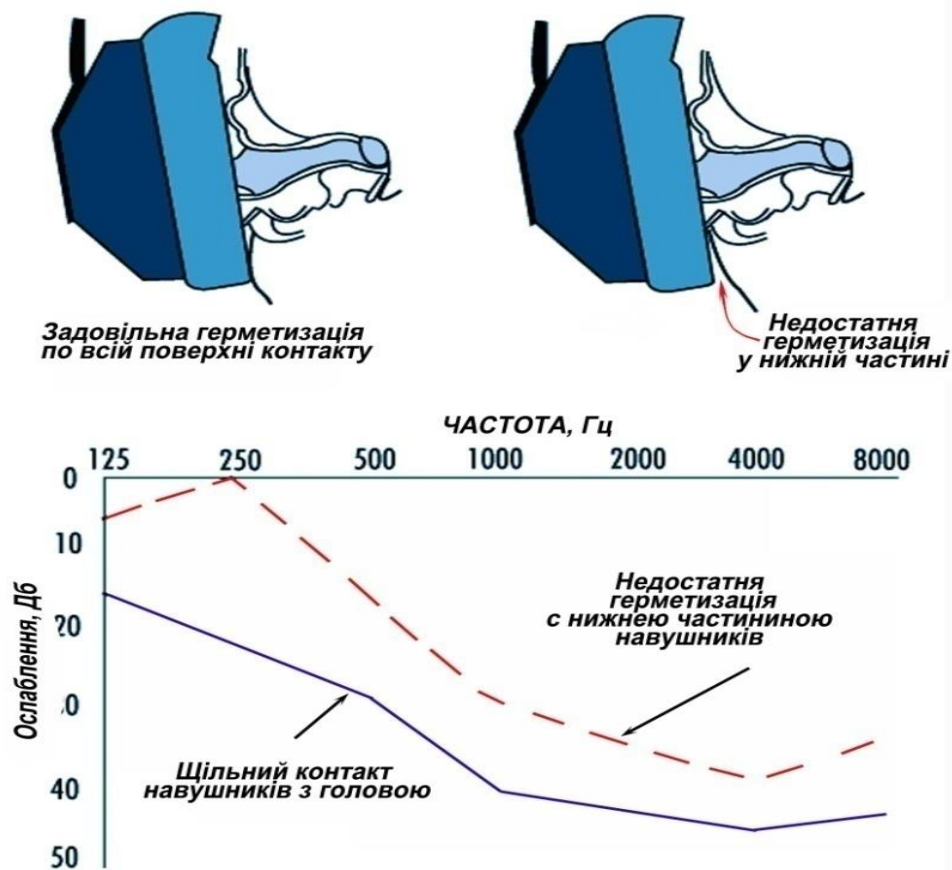 Задовільна герметизація
по всій поверхні контакту
Недостатня
герметизація
у нижній частині
ЧАСТОТА, Гц
125 250 500 1000 2000 4000 8000
0
10
20
0
40
50
Ослаблення, Дб
Недостатня
герметизація
с нижнею частининою
навушників
Щільний контакт
навушників з головою